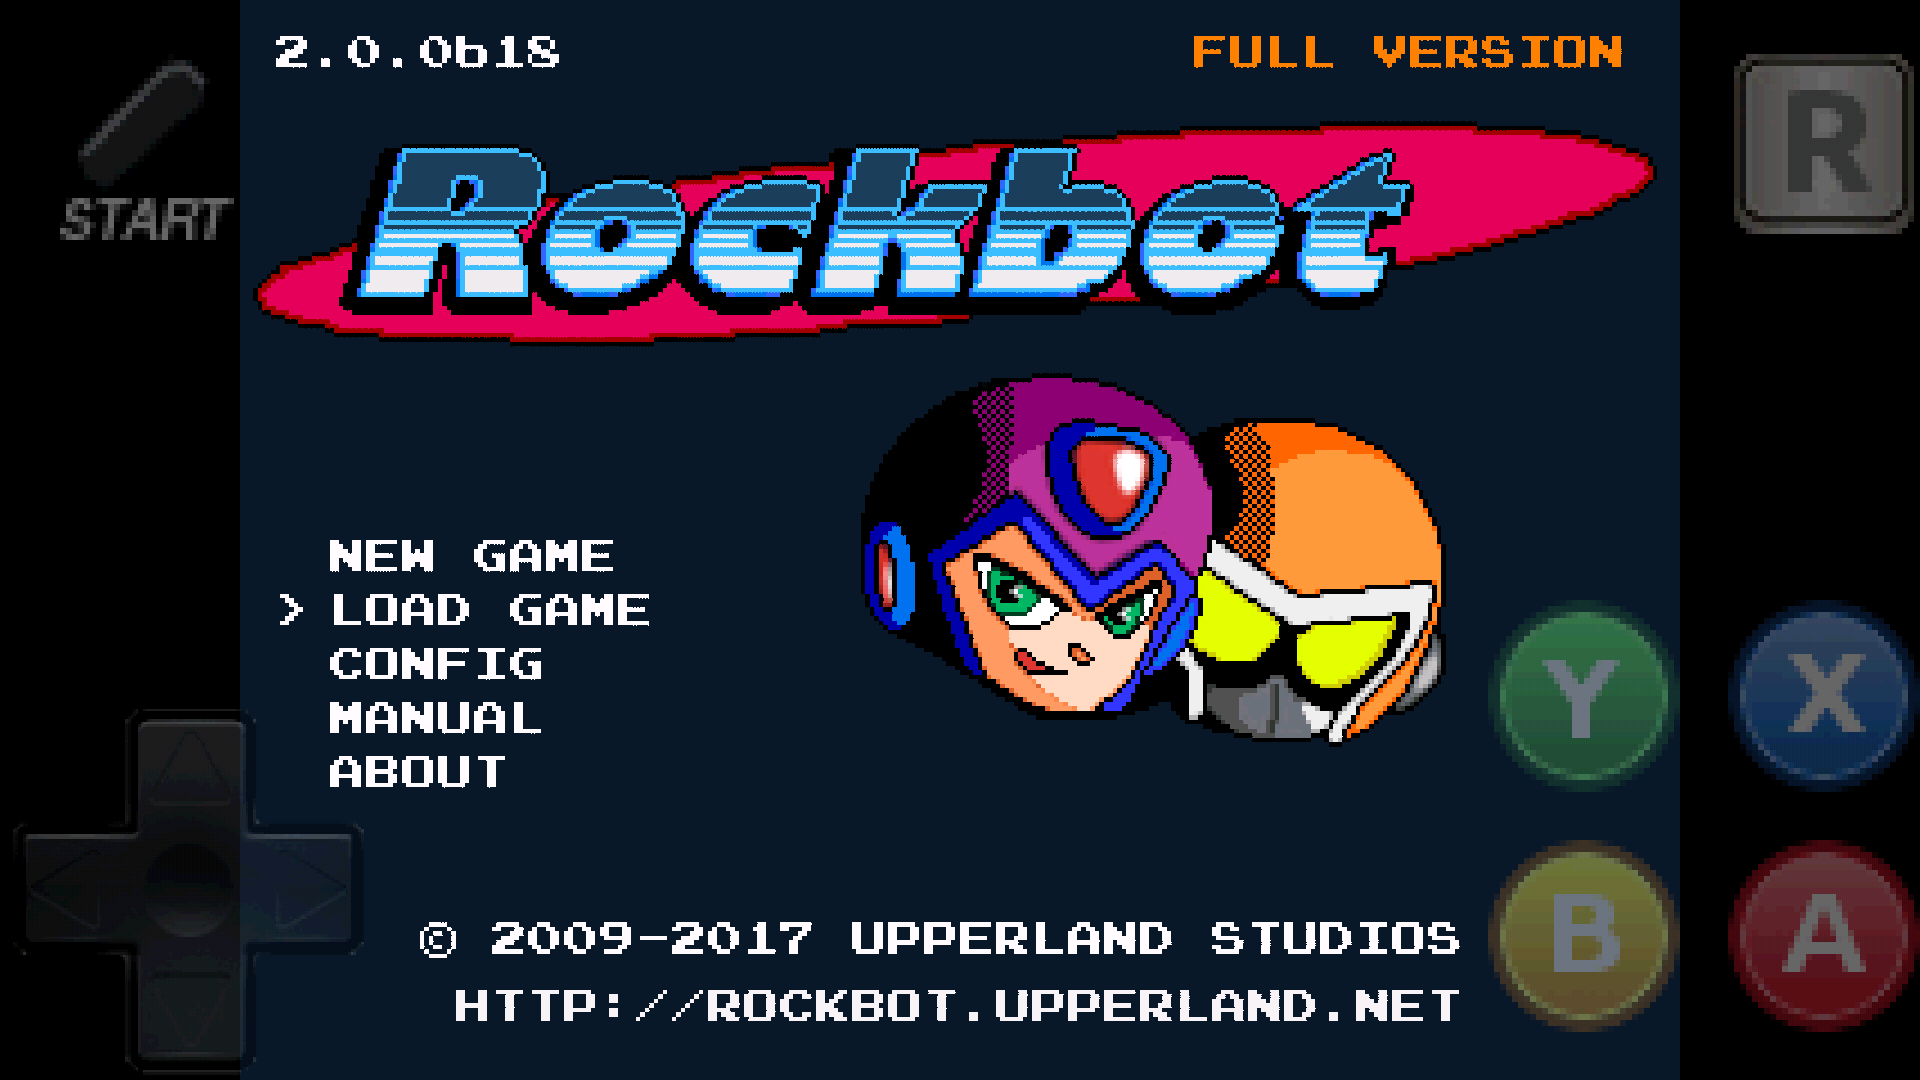 2.0.0b18
FULL VERSION
START
R
Rockbot
NEW GAME
> LOAD GAME
CONFIG
MANUAL
ABOUT
Y
X
B
A
© 2009-2017 UPPERLAND STUDIOS
HTTP://ROCKBOT.UPPERLAND.NET